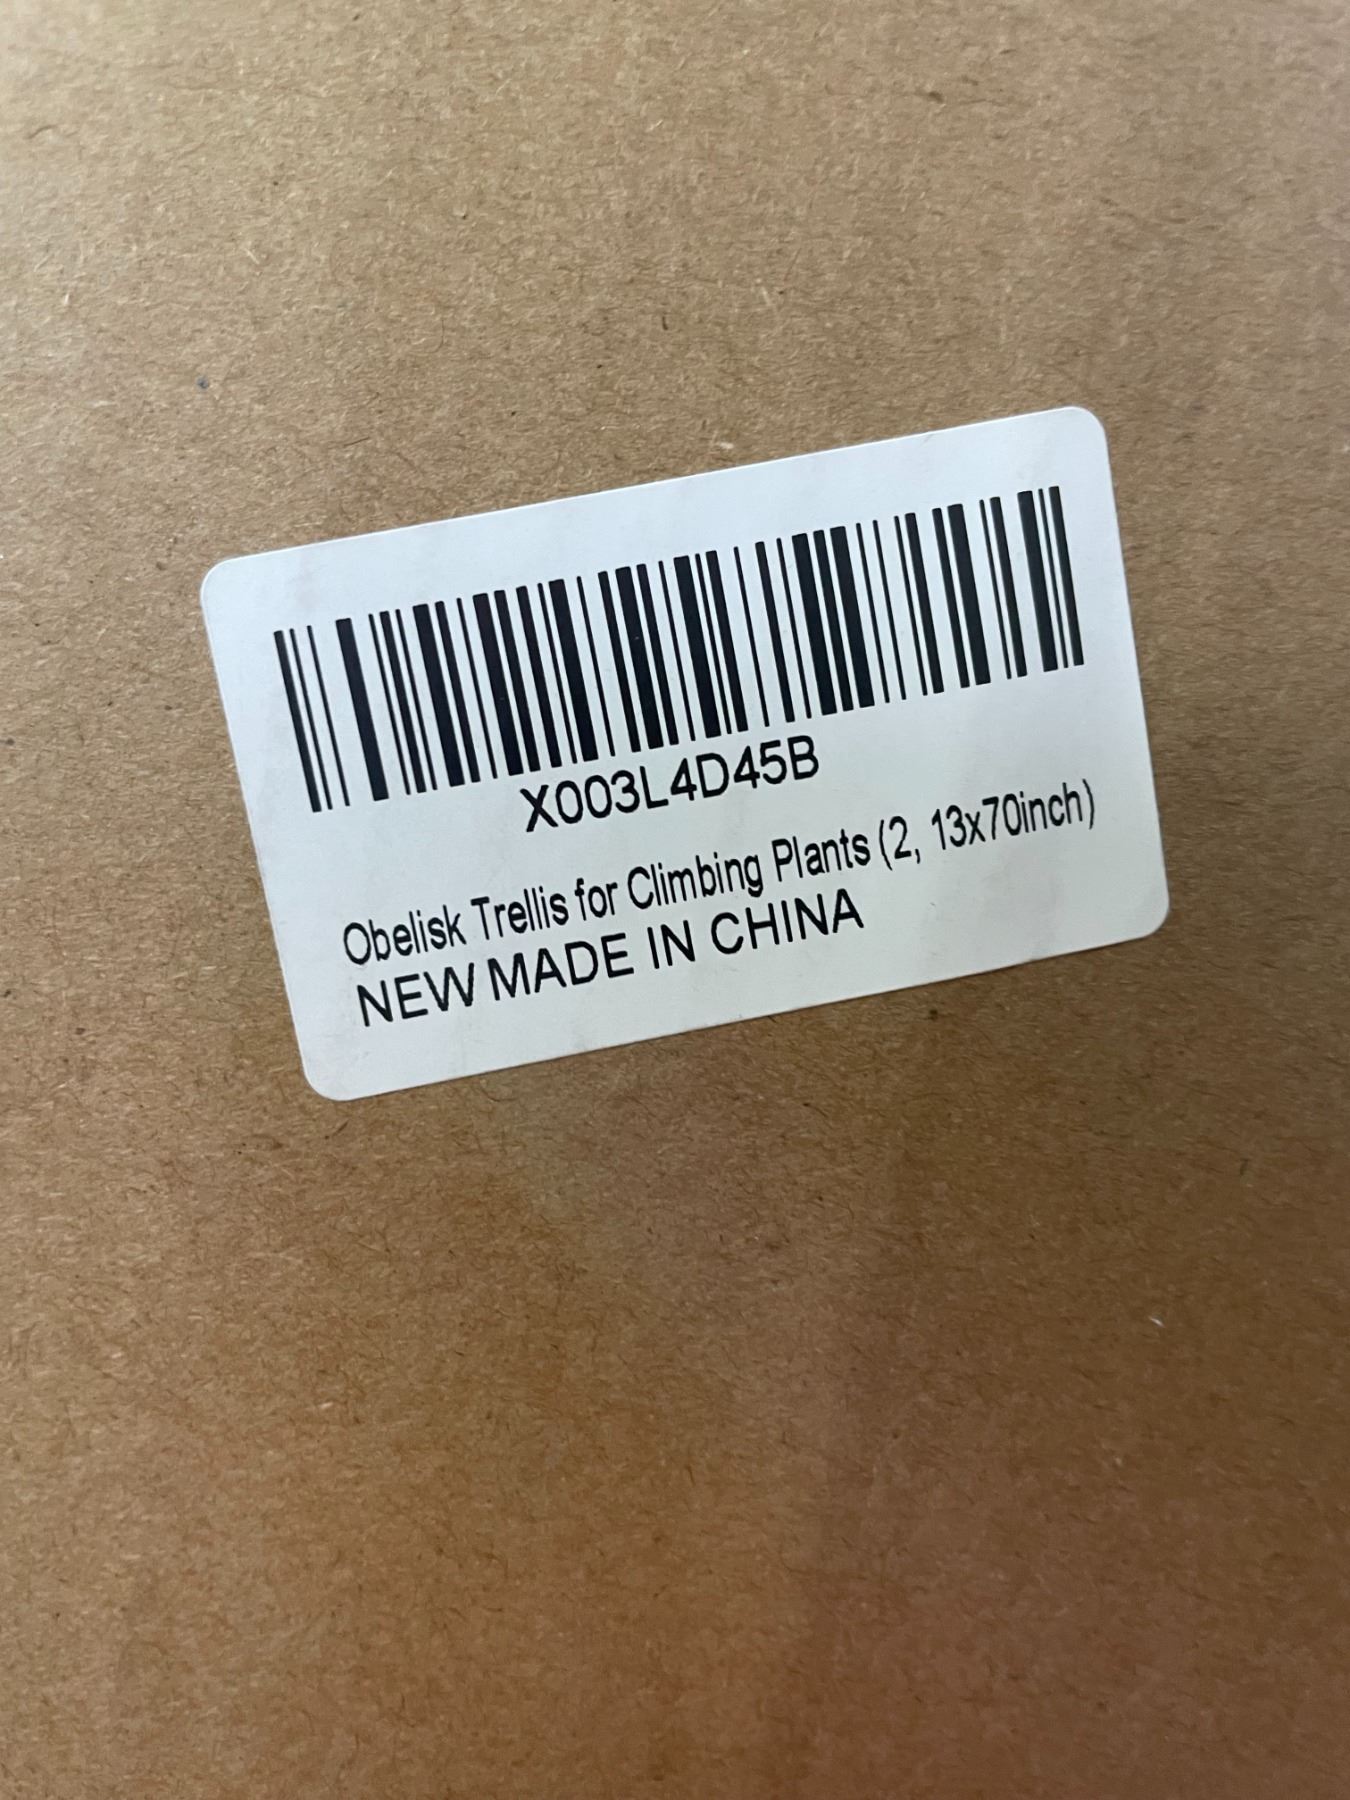 X003L4D45B
Obelisk Trellis for Climbing Plants (2, 13x70inch)
NEW MADE IN CHINA